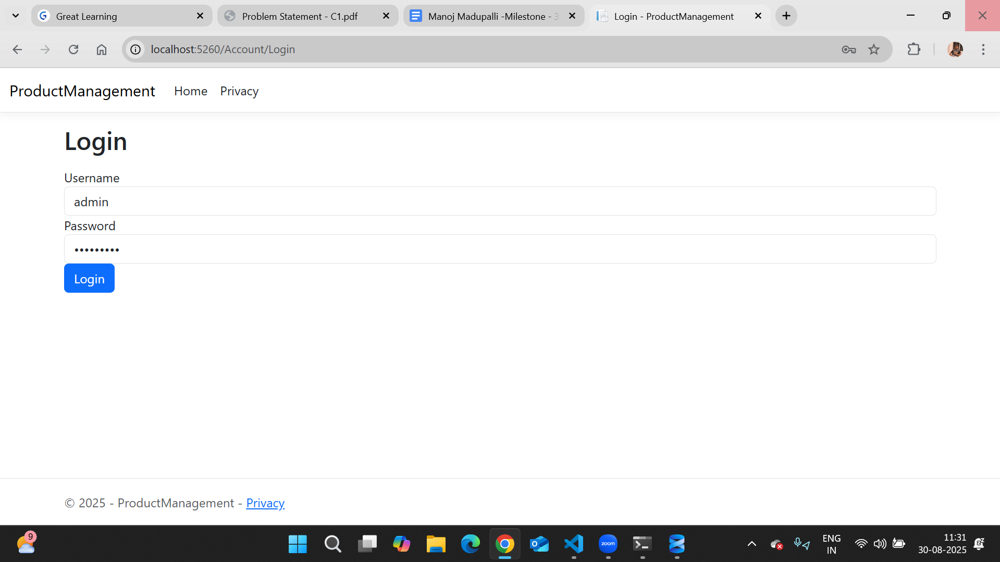 Great Learning
Problem Statement - C1.pdf
Manoj Madupalli -Milestone - 3
Login - ProductManagement
localhost:5260/Account/Login
ProductManagement
Home
Privacy
Login
Username
admin
Password
•••••••••
Login
© 2025 - ProductManagement - Privacy
9
zoom
ENG
IN
11:31
30-08-2025